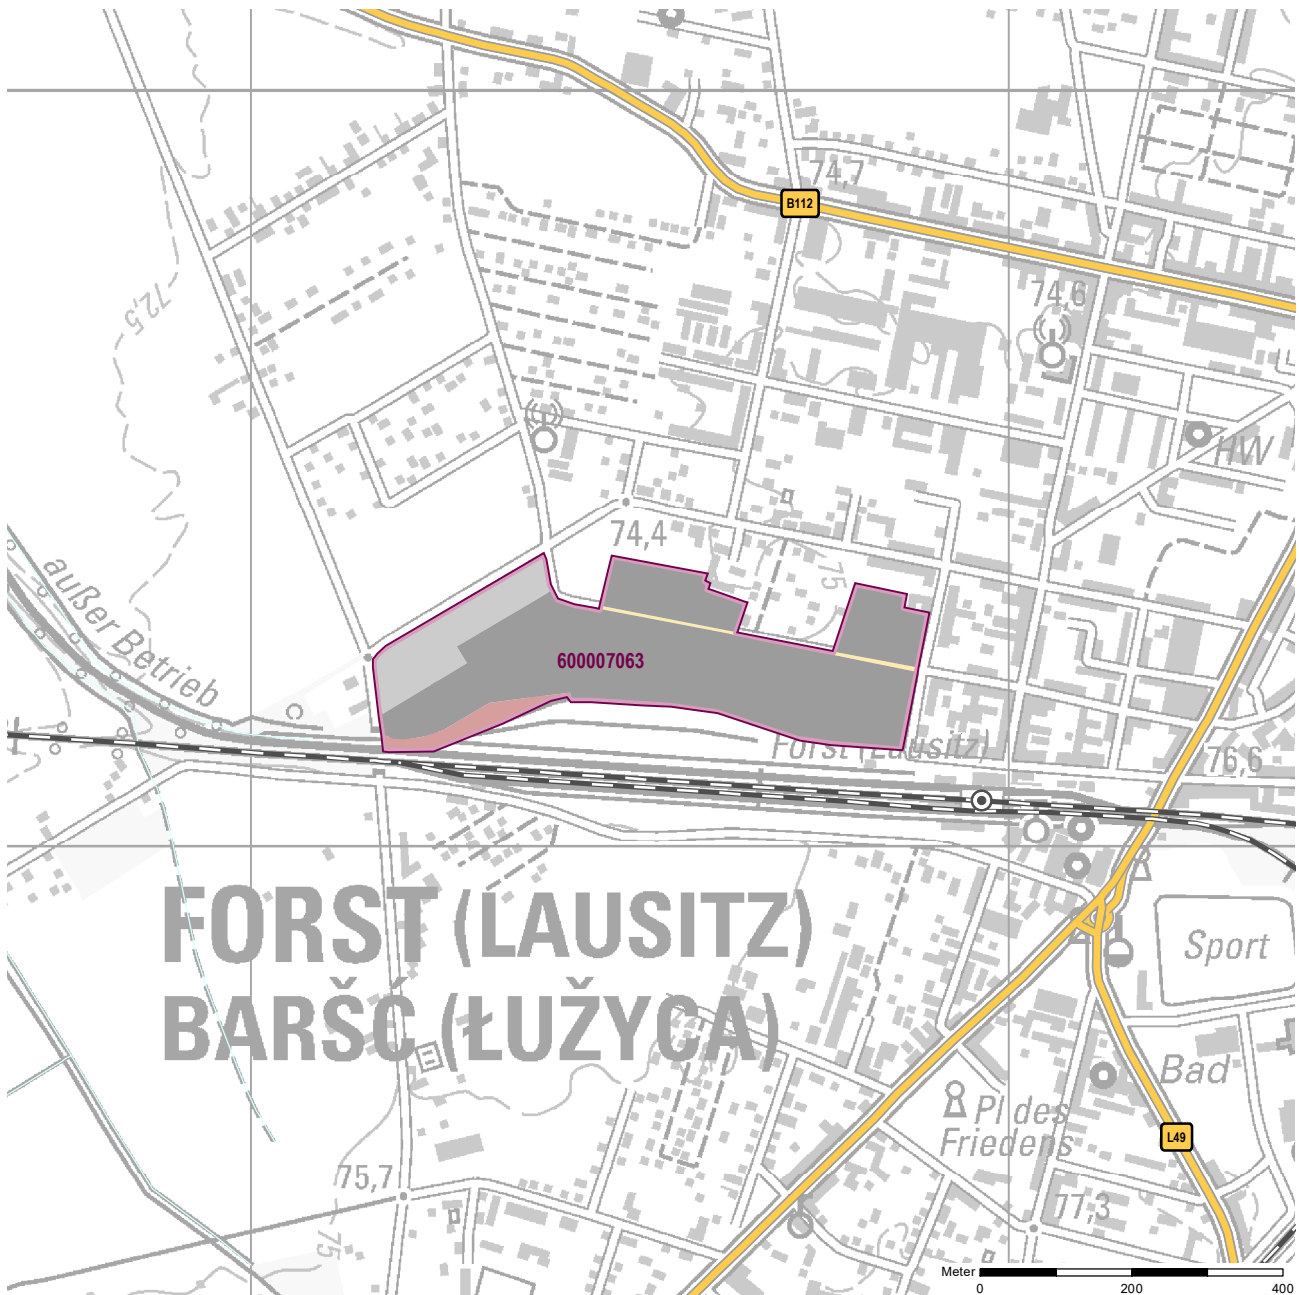 74,7
B112
72,5
74,6
HW
74,4
75
außer Betrieb
600007063
Forst (Lausitz)
76,6
FORST (LAUSITZ)
BARŠĆ (ŁUŽYCA)
Sport
Bad
Pl des
Friedens
L49
75,7
77,3
75
Meter
0 200 400